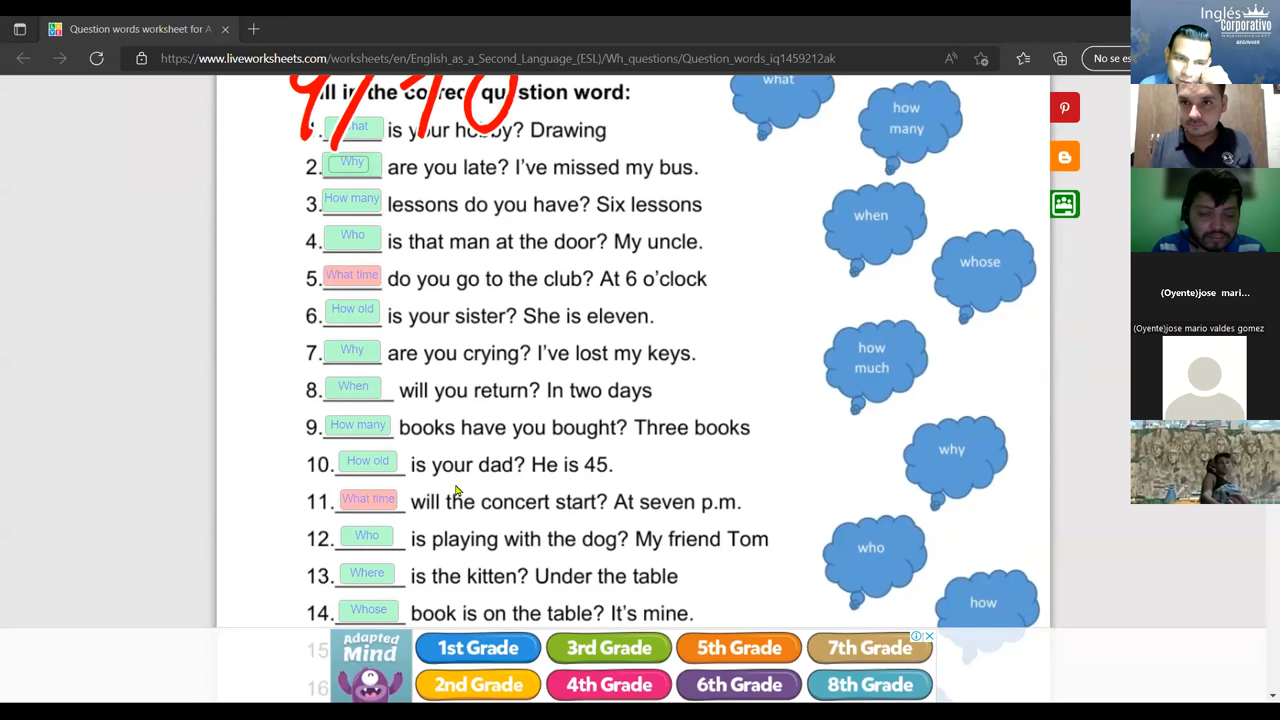 Question words worksheet for A
https://www.liveworksheets.com/worksheets/en/English_as_a_Second_Language_(ESL)/Wh_questions/Question_words_iq1459212ak
No es
Inglés
Corporativo
BEGINNER
9/10
ill in the correct question word:
1. What is your hobby? Drawing
2. Why are you late? I've missed my bus.
3. How many lessons do you have? Six lessons
4. Who is that man at the door? My uncle.
5. What time do you go to the club? At 6 o'clock
6. How old is your sister? She is eleven.
7. Why are you crying? I've lost my keys.
8. When will you return? In two days
9. How many books have you bought? Three books
10. How old is your dad? He is 45.
11. What time will the concert start? At seven p.m.
12. Who is playing with the dog? My friend Tom
13. Where is the kitten? Under the table
14. Whose book is on the table? It's mine.
15
16
what
how
many
when
whose
how
much
why
who
how
(Oyente)jose mari...
(Oyente)jose mario valdes gomez
Adapted
Mind
1st Grade
3rd Grade
5th Grade
7th Grade
2nd Grade
4th Grade
6th Grade
8th Grade